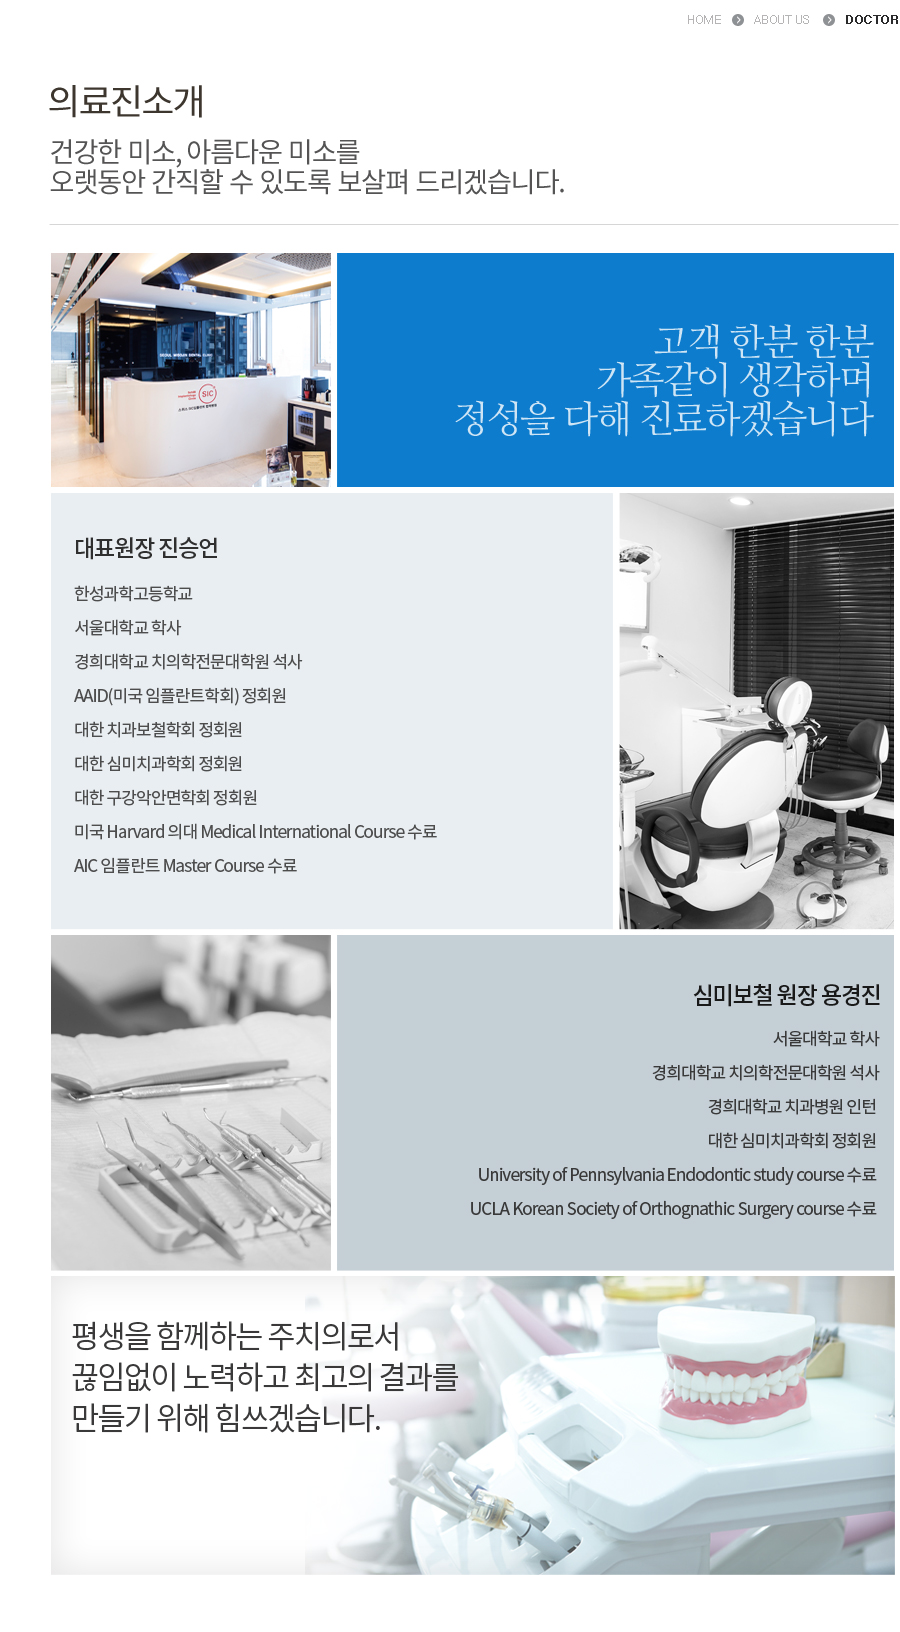 HOME ABOUT US DOCTOR
의료진소개
건강한 미소, 아름다운 미소를
오랫동안 간직할 수 있도록 보살펴 드리겠습니다.
SIC
고객 한분 한분
가족같이 생각하며
정성을 다해 진료하겠습니다
대표원장 진승언
한성과학고등학교
서울대학교 학사
경희대학교 치의학전문대학원 석사
AAID(미국 임플란트학회) 정회원
대한 치과보철학회 정회원
대한 심미치과학회 정회원
대한 구강악안면학회 정회원
미국 Harvard 의대 Medical International Course 수료
AIC 임플란트 Master Course 수료
심미보철 원장 용경진
서울대학교 학사
경희대학교 치의학전문대학원 석사
경희대학교 치과병원 인턴
대한 심미치과학회 정회원
University of Pennsylvania Endodontic study course 수료
UCLA Korean Society of Orthognathic Surgery course 수료
평생을 함께하는 주치의로서
끊임없이 노력하고 최고의 결과를
만들기 위해 힘쓰겠습니다.